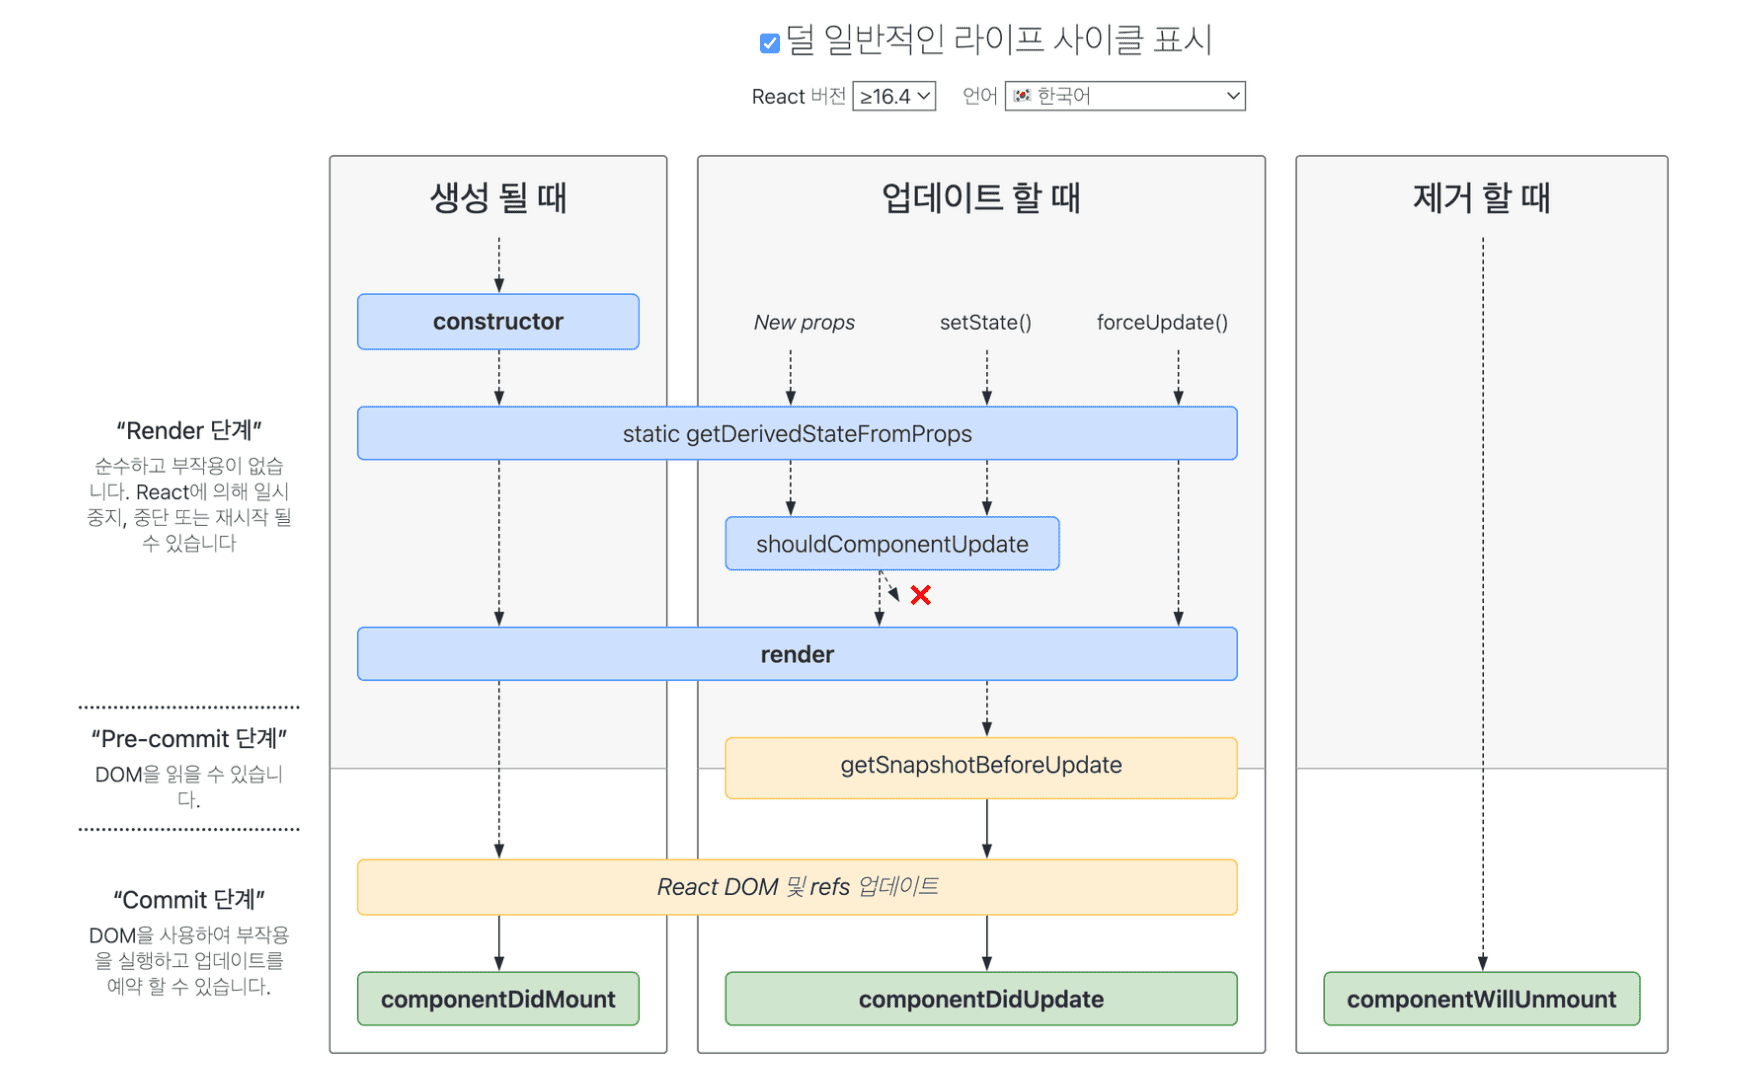 덜 일반적인 라이프 사이클 표시
React 버전 ≥16.4 언어 🇰🇷 한국어
생성 될 때
업데이트 할 때
제거 할 때
constructor
New props
setState()
forceUpdate()
“Render 단계”
순수하고 부작용이 없습
니다. React에 의해 일시
중지, 중단 또는 재시작 될
수 있습니다
static getDerivedStateFromProps
shouldComponentUpdate
render
“Pre-commit 단계”
DOM을 읽을 수 있습니
다.
getSnapshotBeforeUpdate
“Commit 단계”
DOM을 사용하여 부작용
을 실행하고 업데이트를
예약 할 수 있습니다.
React DOM 및 refs 업데이트
componentDidMount
componentDidUpdate
componentWillUnmount